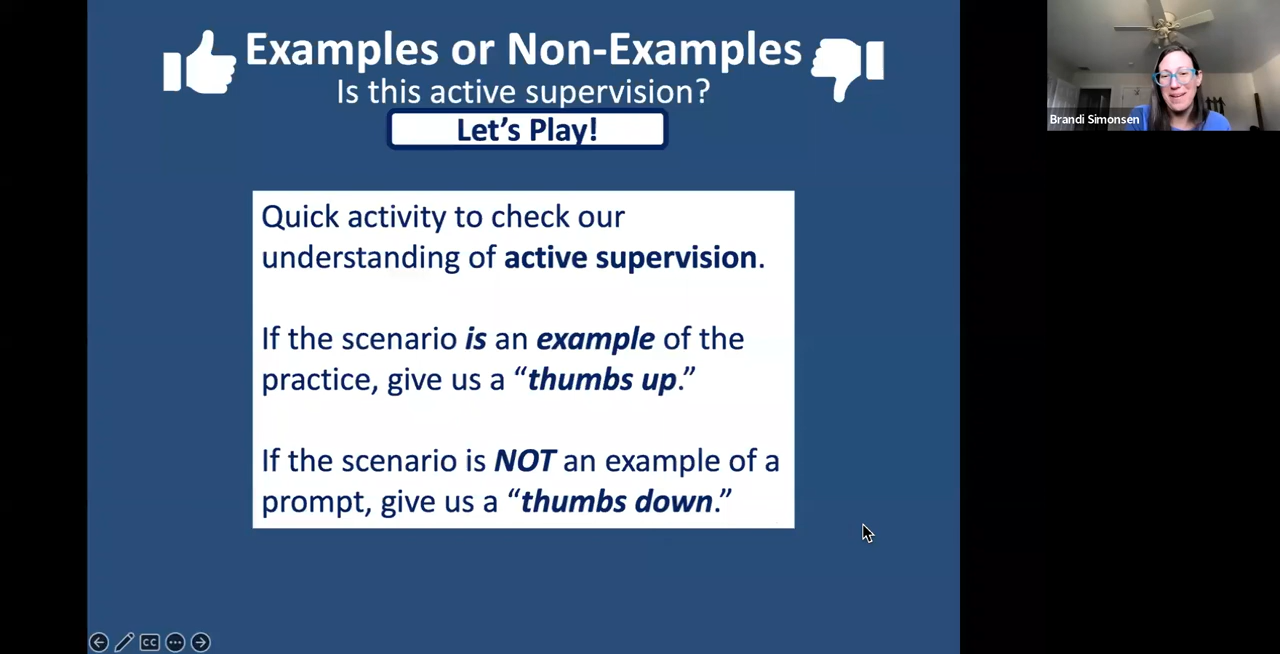 Examples or Non-Examples
Is this active supervision?
Let's Play!
Quick activity to check our
understanding of active supervision.
If the scenario is an example of the
practice, give us a “thumbs up.”
If the scenario is NOT an example of a
prompt, give us a “thumbs down.”
Brandi Simonsen
CC